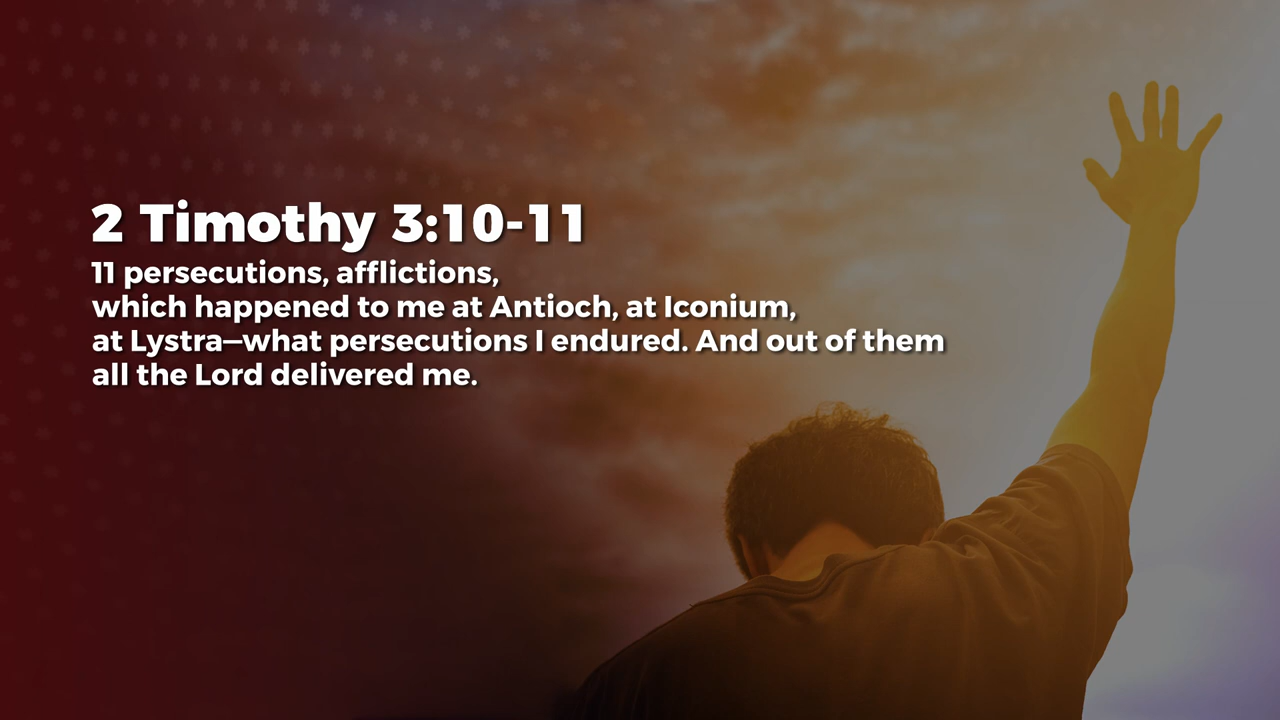 2 Timothy 3:10-11
11 persecutions, afflictions,
which happened to me at Antioch, at Iconium,
at Lystra—what persecutions I endured. And out of them
all the Lord delivered me.